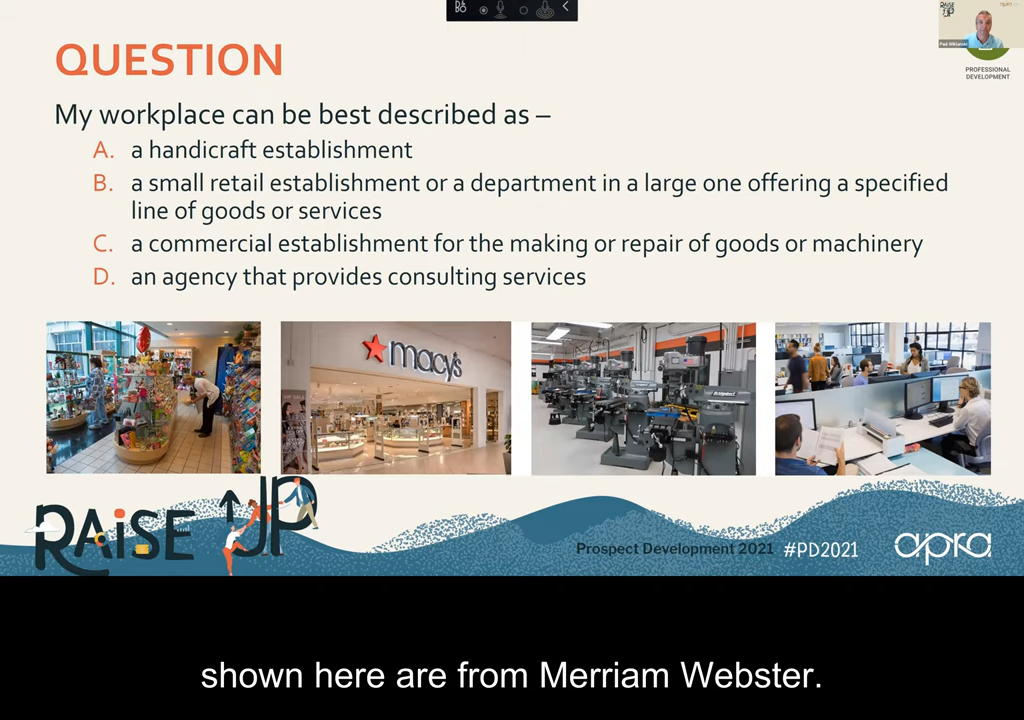 QUESTION
PROFESSIONAL
DEVELOPMENT
My workplace can be best described as –
A. a handicraft establishment
B. a small retail establishment or a department in a large one offering a specified
line of goods or services
C. a commercial establishment for the making or repair of goods or machinery
D. an agency that provides consulting services
macy's
RAiSE UP
Prospect Development 2021 #PD2021
apra
shown here are from Merriam Webster.